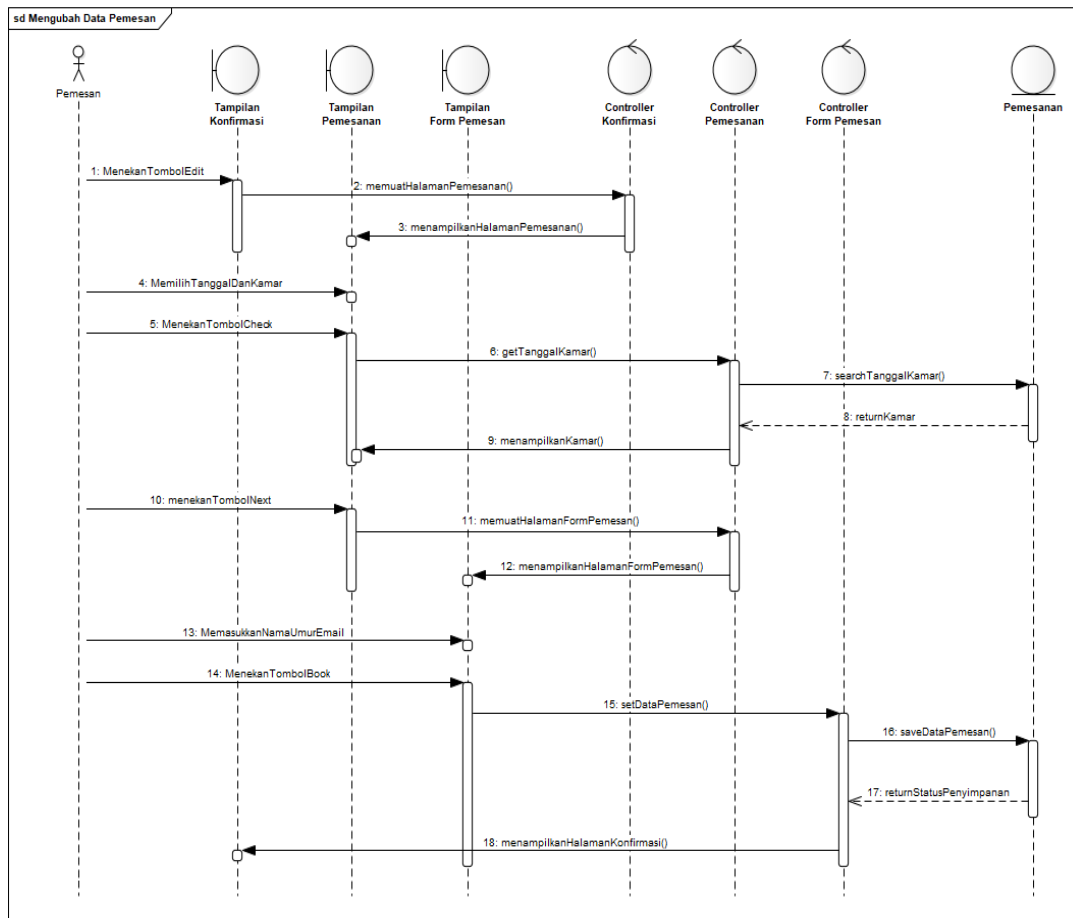 sd Mengubah Data Pemesan
Pemesan
Tampilan
Konfirmasi
Tampilan
Pemesanan
Tampilan
Form Pemesan
Controller
Konfirmasi
Controller
Pemesanan
Controller
Form Pemesan
Pemesanan
1: MenekanTombolEdit
2: memuatHalamanPemesanan()
3: menampilkanHalamanPemesanan()
4: MemilihTanggalDanKamar
5: MenekanTombolCheck
6: getTanggalKamar()
7: searchTanggalKamar()
8: returnKamar
9: menampilkanKamar()
10: menekanTombolNext
11: memuatHalamanFormPemesan()
12: menampilkanHalamanFormPemesan()
13: MemasukkanNamaUmurEmail
14: MenekanTombolBook
15: setDataPemesan()
16: saveDataPemesan()
17: returnStatusPenyimpanan
18: menampilkanHalamanKonfirmasi()